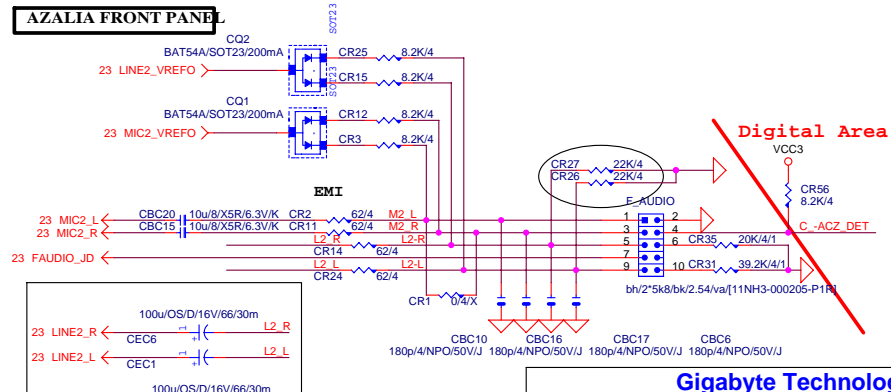 AZALIA FRONT PANEL
SOT23
CQ2
BAT54A/SOT23/200mA
23 LINE2_VREFO
CR25 8.2K/4
CR15 8.2K/4
SOT23
CQ1
BAT54A/SOT23/200mA
23 MIC2_VREFO
CR12 8.2K/4
CR3 8.2K/4
Digital Area
VCC3
CR56
8.2K/4
CR27 22K/4
CR26 22K/4
EMI
F_AUDIO
23 MIC2_L CBC20 10u/8/X5R/6.3V/K CR2 62/4 M2_L 1 2
23 MIC2_R CBC15 10u/8/X5R/6.3V/K CR11 62/4 M2_R 3 4 C_-ACZ_DET
L2_R L2-R 5 6 CR35 20K/4/1
CR14 62/4
23 FAUDIO_JD 7
L2_L L2-L 9 10 CR31 39.2K/4/1
CR24 62/4
bh/2*5k8/bk/2.54/va/[11NH3-000205-P1R]
CR1 0/4/X
CBC10 CBC16 CBC17 CBC6
180p/4/NPO/50V/J 180p/4/NPO/50V/J 180p/4/NPO/50V/J 180p/4/NPO/50V/J
100u/OS/D/16V/66/30m
23 LINE2_R 1 + L2_R
CEC6
23 LINE2_L 1 + L2_L
CEC1
100u/OS/D/16V/66/30m
Gigabyte Technolog